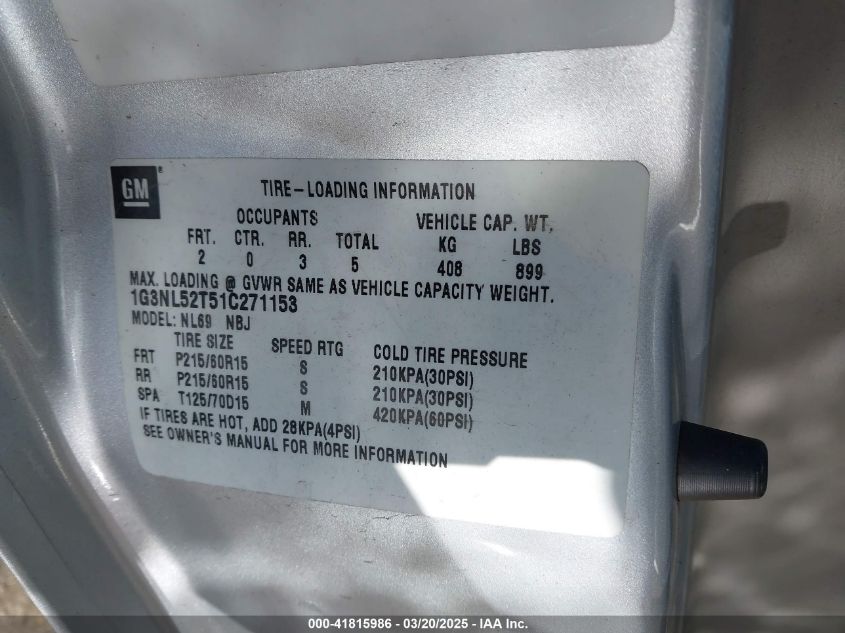 GM
TIRE-LOADING INFORMATION
OCCUPANTS VEHICLE CAP. WT.
FRT. CTR. RR. TOTAL KG LBS
2 0 3 5 408 899
MAX. LOADING @ GVWR SAME AS VEHICLE CAPACITY WEIGHT.
1G3NL52T51C271153
MODEL: NL69 NBJ
TIRE SIZE SPEED RTG COLD TIRE PRESSURE
FRT P215/60R15 S 210KPA(30PSI)
RR P215/60R15 S 210KPA(30PSI)
SPA T125/70D15 M 420KPA(60PSI)
IF TIRES ARE HOT, ADD 28KPA(4PSI)
SEE OWNER'S MANUAL FOR MORE INFORMATION
000-41815986 - 03/20/2025 - IAA Inc.